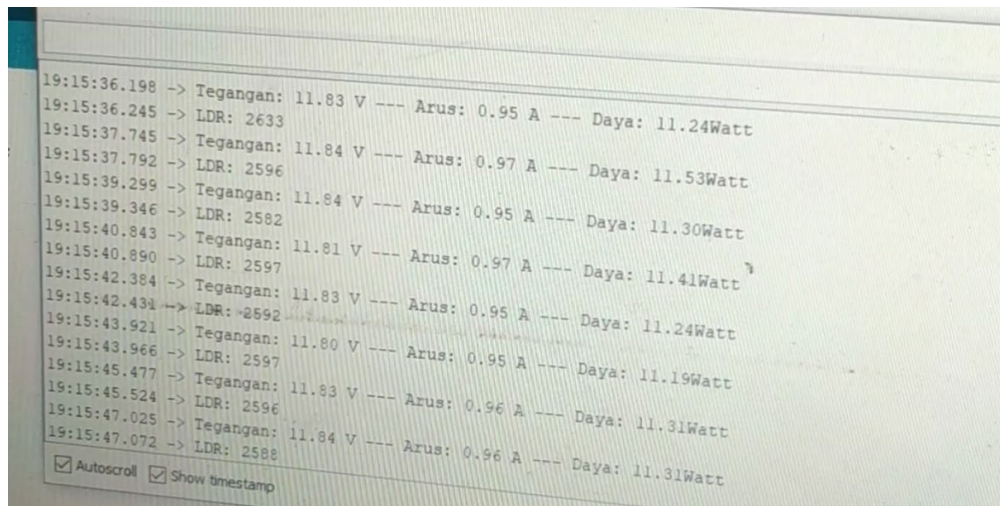 19:15:36.198 -> Tegangan: 11.83 V --- Arus: 0.95 A --- Daya: 11.24Watt
19:15:36.245 -> LDR: 2633
19:15:37.745 -> Tegangan: 11.84 V --- Arus: 0.97 A --- Daya: 11.53Watt
19:15:37.792 -> LDR: 2596
19:15:39.299 -> Tegangan: 11.84 V --- Arus: 0.95 A --- Daya: 11.30Watt
19:15:39.346 -> LDR: 2582
19:15:40.843 -> Tegangan: 11.81 V --- Arus: 0.97 A --- Daya: 11.41Watt
19:15:40.890 -> LDR: 2597
19:15:42.384 -> Tegangan: 11.83 V --- Arus: 0.95 A --- Daya: 11.24Watt
19:15:42.431 -> LDR: 2592
19:15:43.921 -> Tegangan: 11.80 V --- Arus: 0.95 A --- Daya: 11.19Watt
19:15:43.966 -> LDR: 2597
19:15:45.477 -> Tegangan: 11.83 V --- Arus: 0.96 A --- Daya: 11.31Watt
19:15:45.524 -> LDR: 2596
19:15:47.025 -> Tegangan: 11.84 V --- Arus: 0.96 A --- Daya: 11.31Watt
19:15:47.072 -> LDR: 2588
Autoscroll Show timestamp